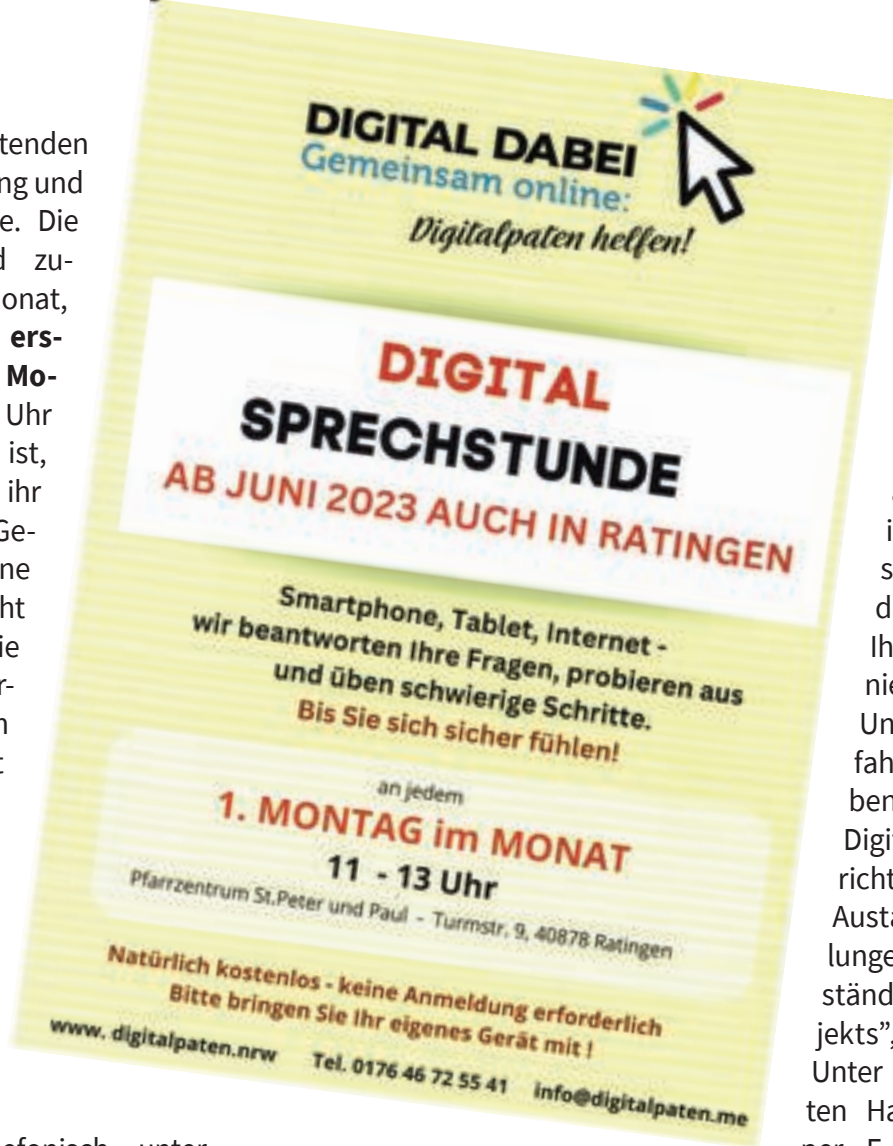 tenden
ng und
e. Die
d zu-
onat,
ers-
Mo-
Uhr
ist,
ihr
Ge-
ne
ht
ie
r-
n
t
DIGITAL DABEI
Gemeinsam online:
Digitalpaten helfen!
DIGITAL
SPRECHSTUNDE
AB JUNI 2023 AUCH IN RATINGEN
Smartphone, Tablet, Internet -
wir beantworten Ihre Fragen, probieren aus
und üben schwierige Schritte.
Bis Sie sich sicher fühlen!
an jedem
1. MONTAG im MONAT
11 - 13 Uhr
Pfarrzentrum St.Peter und Paul - Turmstr. 9, 40878 Ratingen
Natürlich kostenlos - keine Anmeldung erforderlich
Bitte bringen Sie Ihr eigenes Gerät mit !
www. digitalpaten.nrw Tel. 0176 46 72 55 41 info@digitalpaten.me
i
s
d
Ih
nie
Un
fah
ben
Digi
richt
Austa
lunge
ständ
jekts”,
Unter
ten Ha